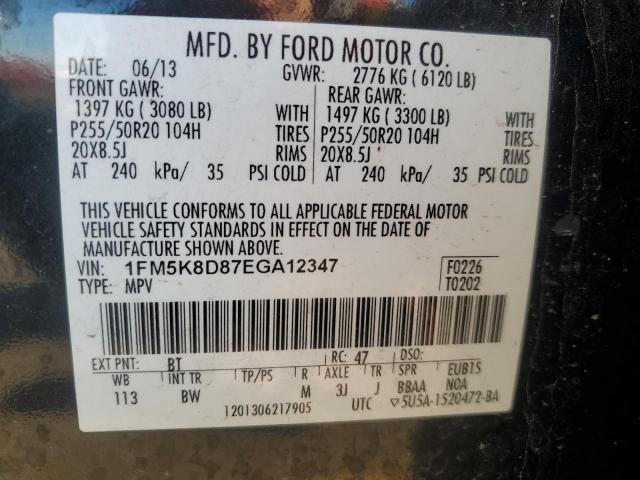 MFD. BY FORD MOTOR CO.
DATE: 06/13 GVWR: 2776 KG ( 6120 LB)
FRONT GAWR: REAR GAWR:
1397 KG ( 3080 LB) WITH 1497 KG ( 3300 LB) WITH
P255/50R20 104H TIRES P255/50R20 104H TIRES
20X8.5J RIMS 20X8.5J RIMS
AT 240 kPa/ 35 PSI COLD AT 240 kPa/ 35 PSI COLD
THIS VEHICLE CONFORMS TO ALL APPLICABLE FEDERAL MOTOR
VEHICLE SAFETY STANDARDS IN EFFECT ON THE DATE OF
MANUFACTURE SHOWN ABOVE.
VIN: 1FM5K8D87EGA12347 F0226
TYPE: MPV T0202
EXT PNT: BT RC: 47 DSO:
WB INT TR TP/PS R AXLE TR SPR EUB1S
113 BW M 3J J BBAA NOA
1201306217905 UTC ▽5U5A-1520472-BA